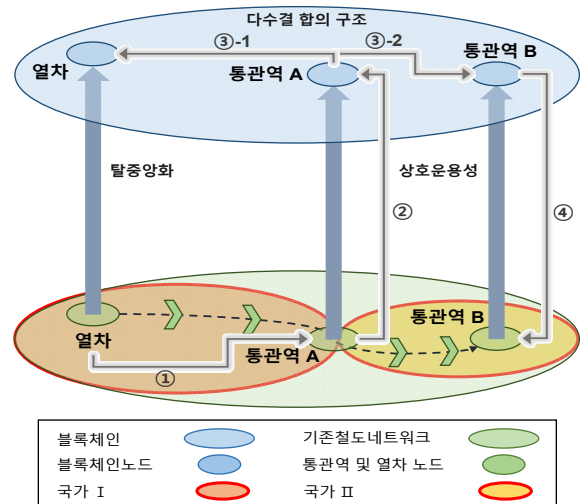 다수결 합의 구조
③-1
③-2
통관역 B
열차
통관역 A
탈중앙화
상호운용성
②
④
통관역 B
열차
통관역 A
①
블록체인
기존철도네트워크
블록체인노드
통관역 및 열차 노드
국가 Ⅰ
국가 Ⅱ